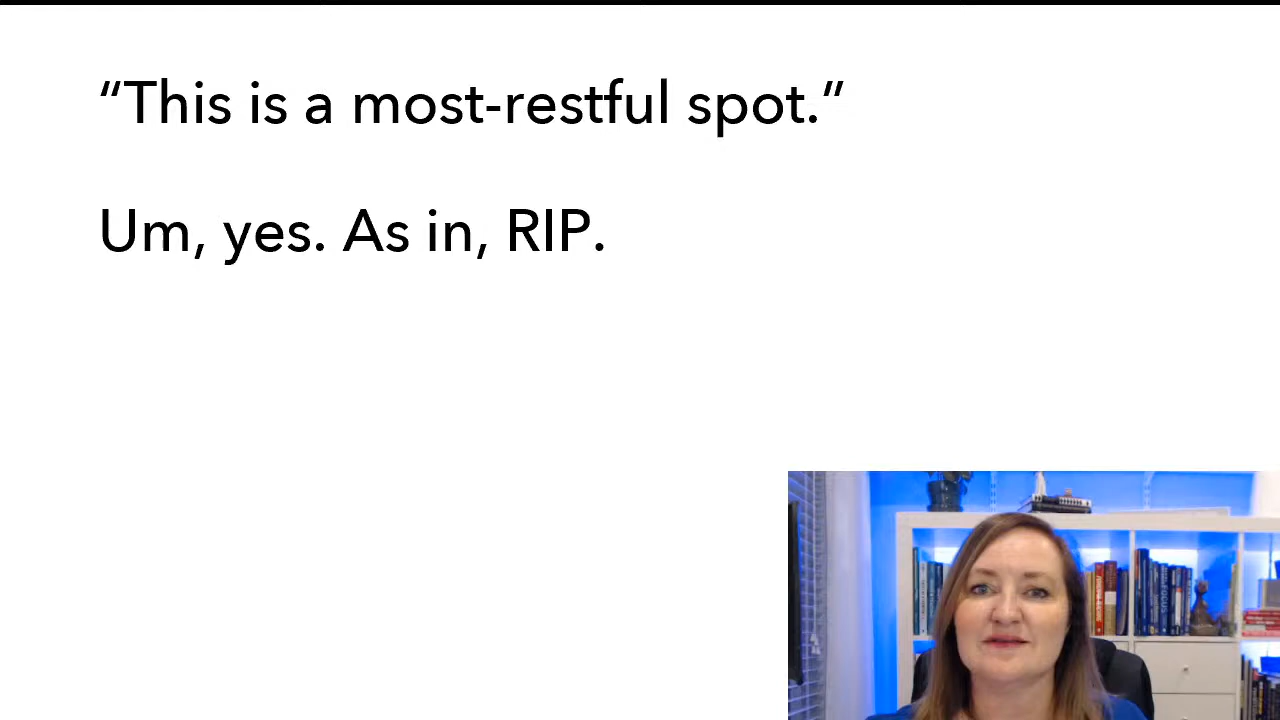 “This is a most-restful spot.”
Um, yes. As in, RIP.